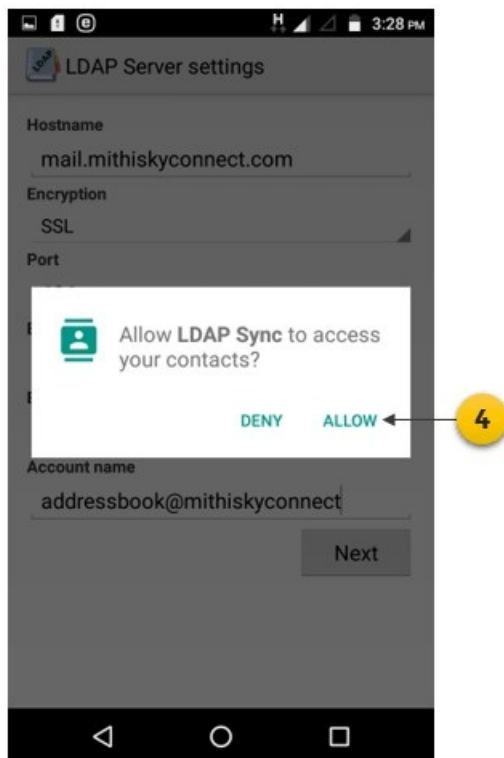 H
3:28 PM
LDAP
LDAP Server settings
Hostname
mail.mithiskyconnect.com
Encryption
SSL
Port
Allow LDAP Sync to access
your contacts?
DENY ALLOW
4
Account name
addressbook@mithiskyconnect
Next